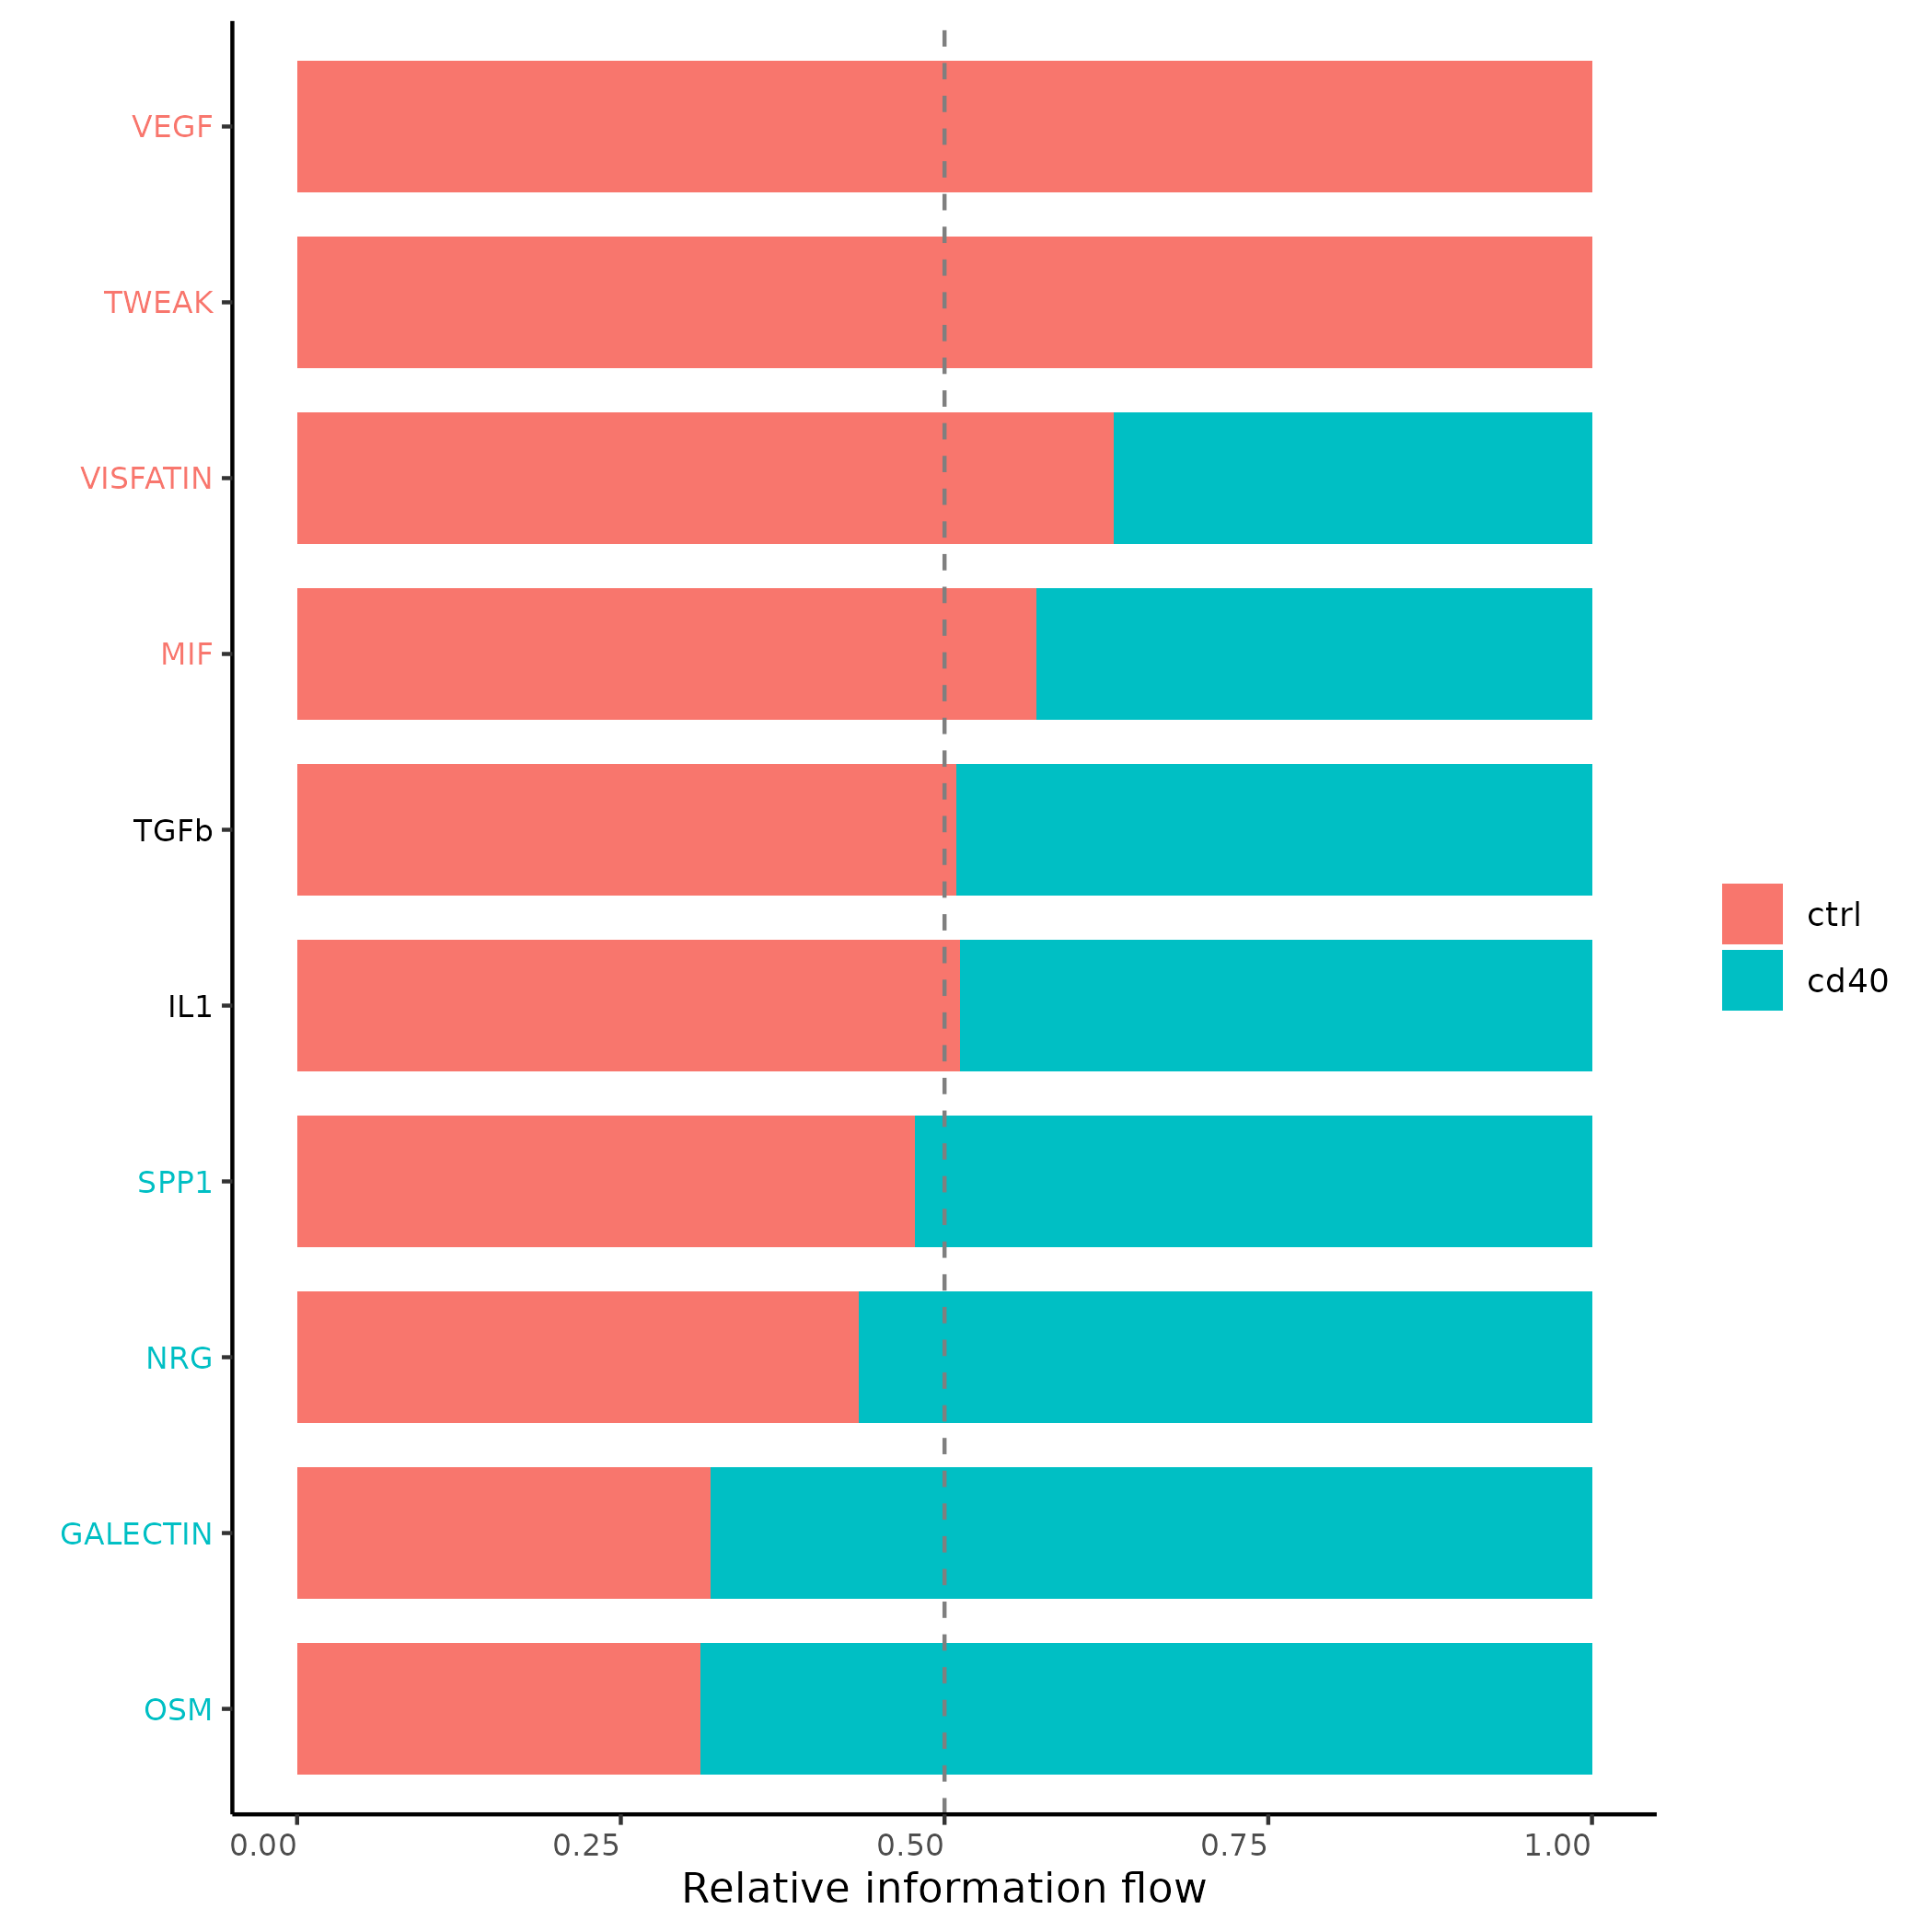 VEGF
TWEAK
VISFATIN
MIF
TGFb
IL1
SPP1
NRG
GALECTIN
OSM
0.00 0.25 0.50 0.75 1.00
Relative information flow
ctrl
cd40